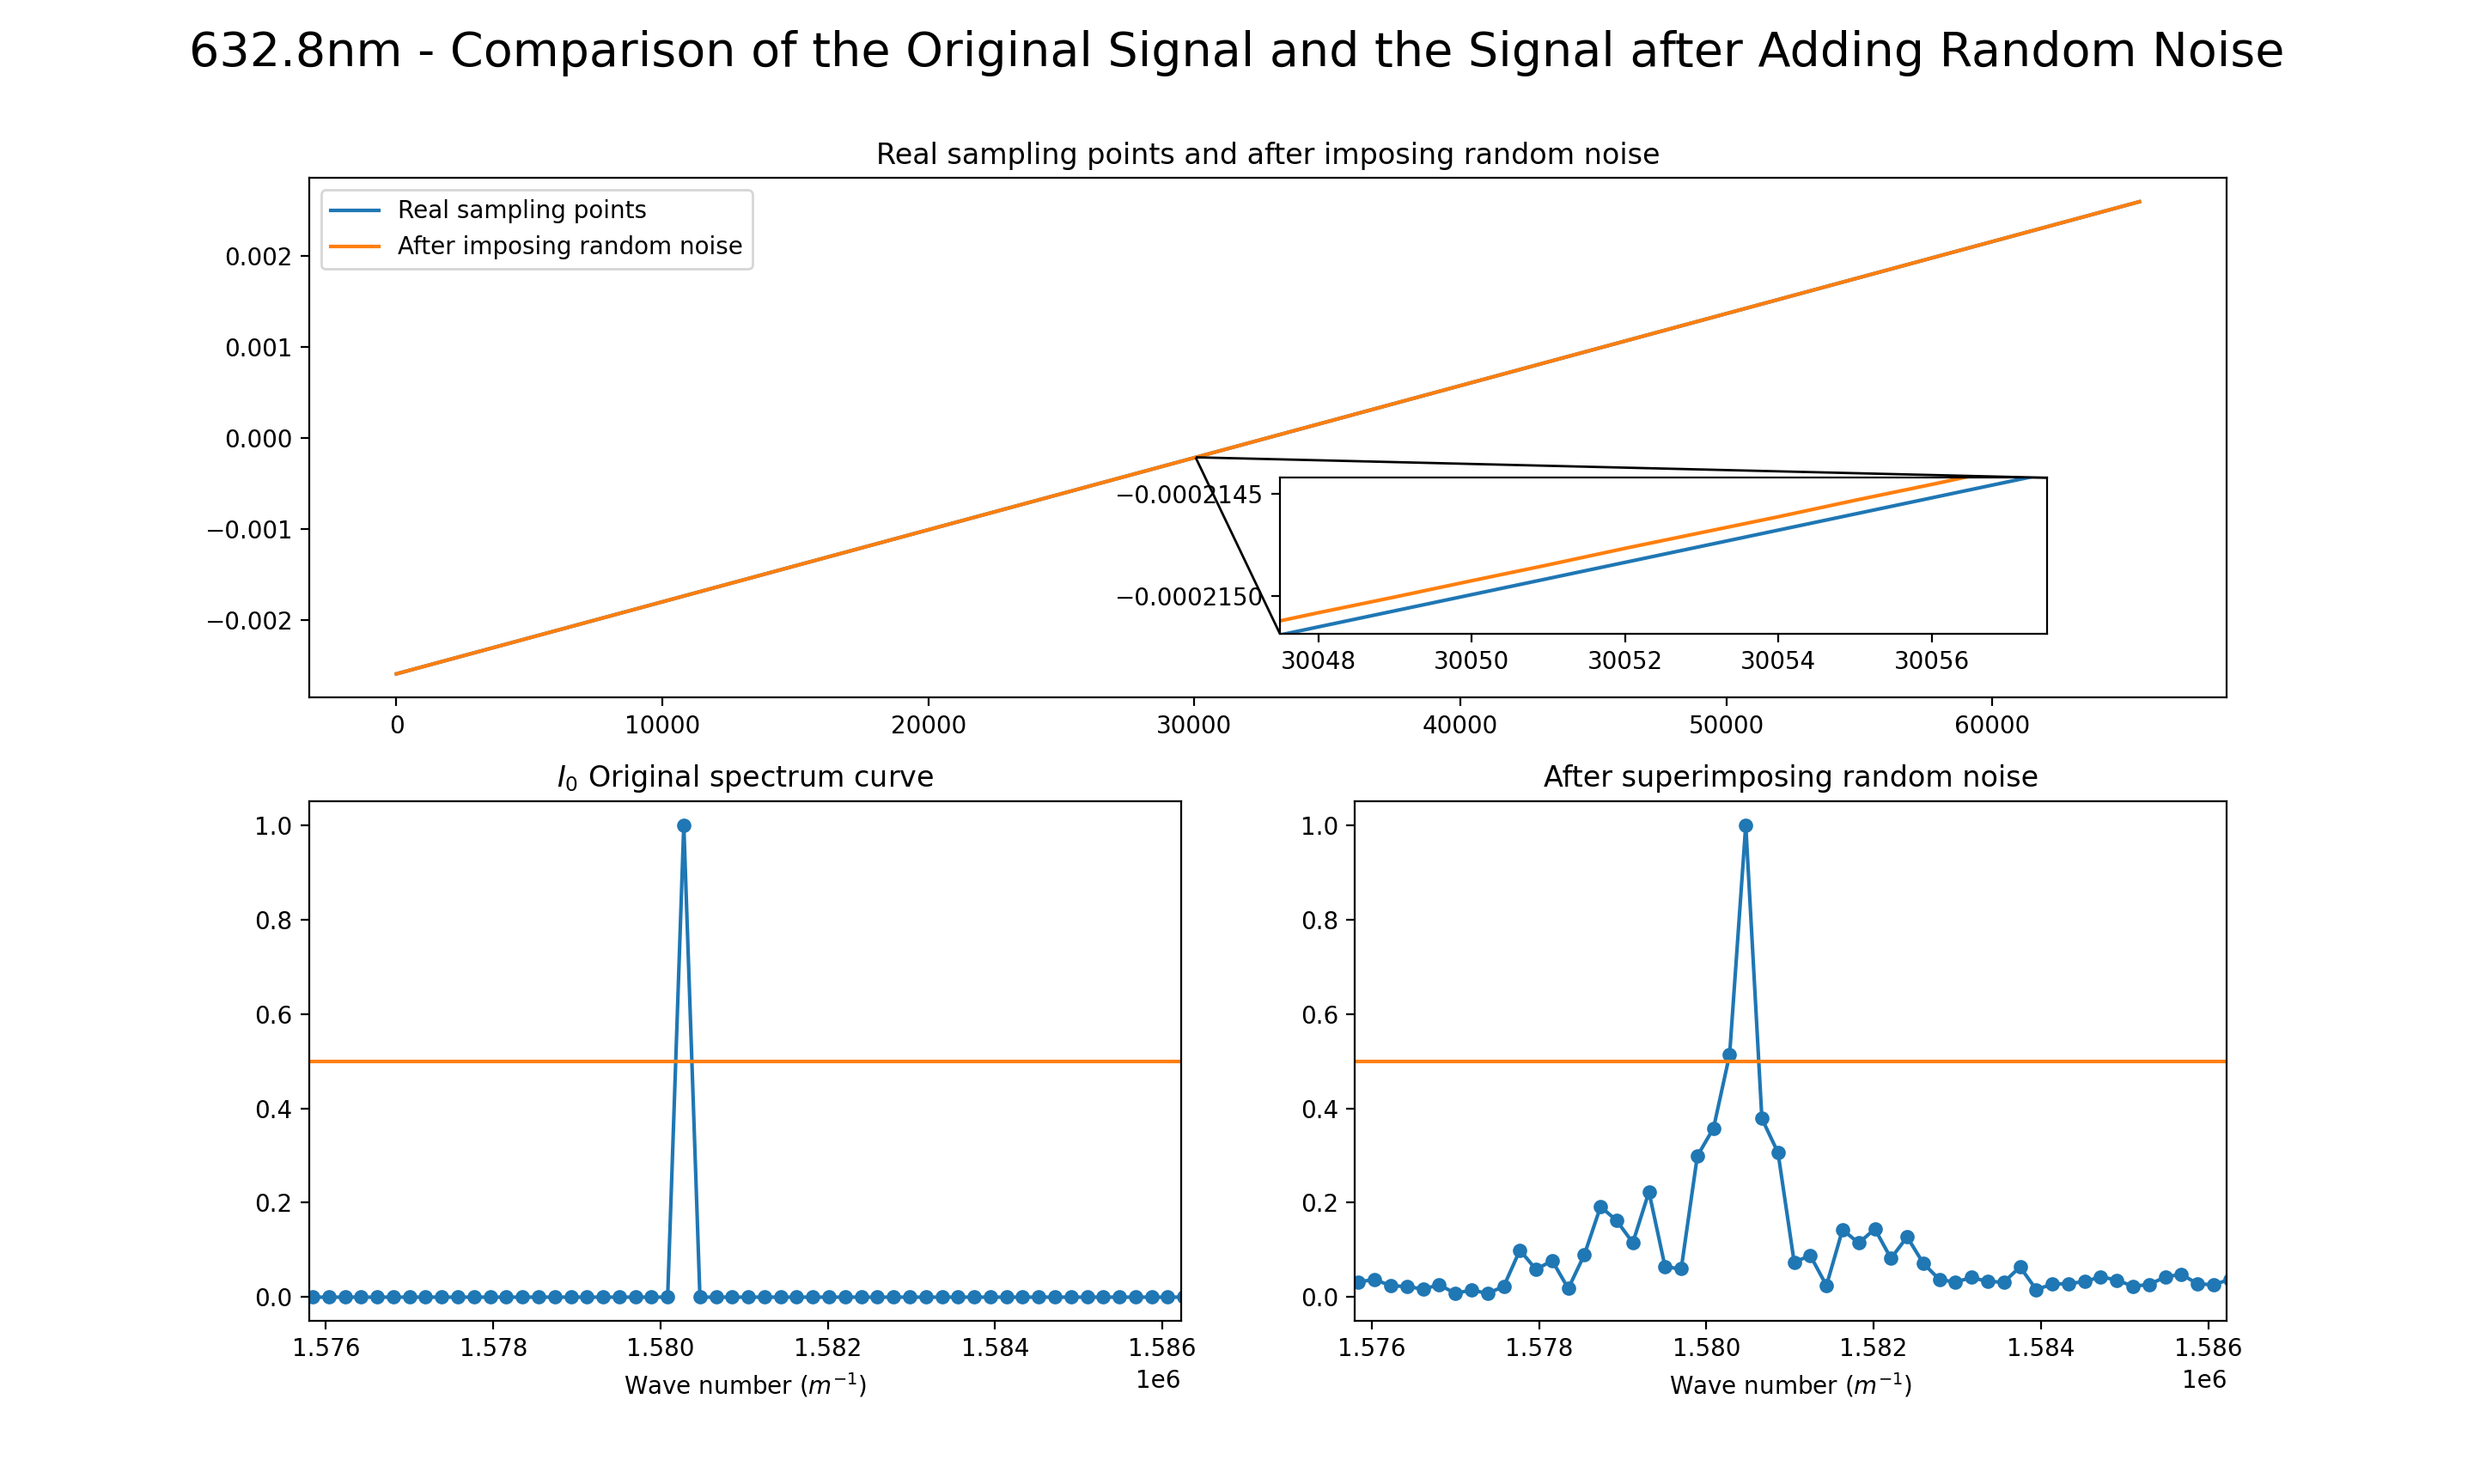 632.8nm - Comparison of the Original Signal and the Signal after Adding Random Noise
Real sampling points and after imposing random noise
Real sampling points
After imposing random noise
0.002
0.001
0.000
−0.001
−0.002
−0.0002145
−0.0002150
30048 30050 30052 30054 30056
0 10000 20000 30000 40000 50000 60000
I₀ Original spectrum curve
1.0
0.8
0.6
0.4
0.2
0.0
1.576 1.578 1.580 1.582 1.584 1.586
1e6
Wave number (m⁻¹)
After superimposing random noise
1.0
0.8
0.6
0.4
0.2
0.0
1.576 1.578 1.580 1.582 1.584 1.586
1e6
Wave number (m⁻¹)